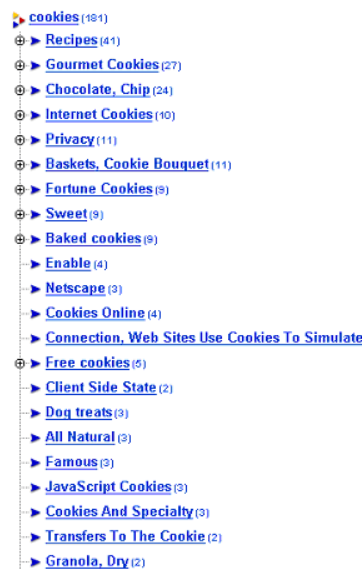 cookies (181)
Recipes (41)
Gourmet Cookies (27)
Chocolate, Chip (24)
Internet Cookies (10)
Privacy (11)
Baskets, Cookie Bouquet (11)
Fortune Cookies (9)
Sweet (9)
Baked cookies (9)
Enable (4)
Netscape (3)
Cookies Online (4)
Connection, Web Sites Use Cookies To Simulate
Free cookies (5)
Client Side State (2)
Dog treats (3)
All Natural (3)
Famous (3)
JavaScript Cookies (3)
Cookies And Specialty (3)
Transfers To The Cookie (2)
Granola, Dry (2)